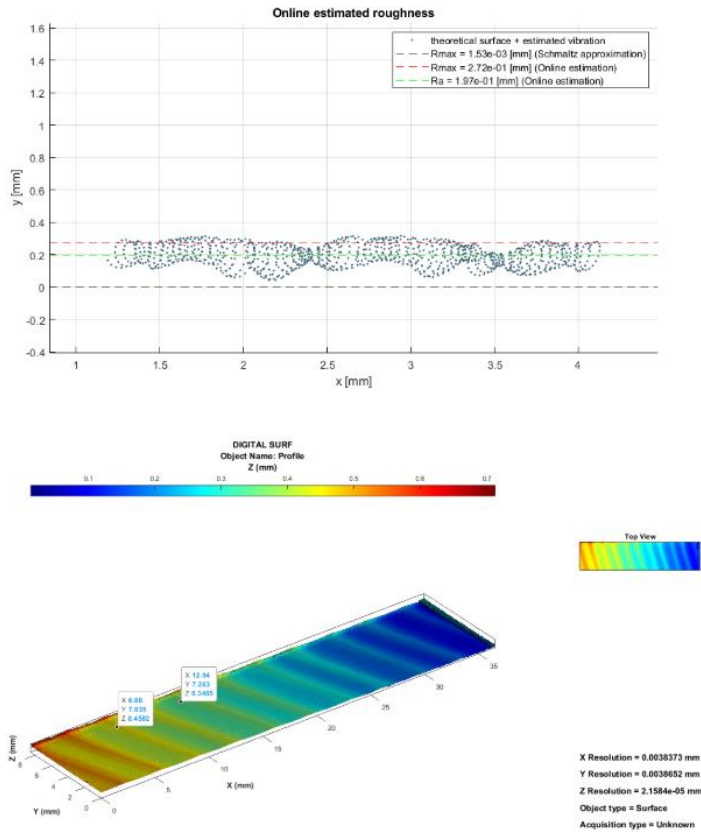 Online estimated roughness
1.6
1.4
1.2
1
0.8
0.6
0.4
0.2
0
-0.2
-0.4
y [mm]
theoretical surface + estimated vibration
Rmax = 1.53e-03 [mm] (Schmaltz approximation)
Rmax = 2.72e-01 [mm] (Online estimation)
Ra = 1.97e-01 [mm] (Online estimation)
1 1.5 2 2.5 3 3.5 4
x [mm]
DIGITAL SURF
Object Name: Profile
Z (mm)
0.1 0.2 0.3 0.4 0.5 0.6 0.7
Top View
X 12.94
Y 7.243
Z 0.3485
Y 7.035
Z 0.4582
Z (mm)
8 6 4 2 0
Y (mm)
0 5 10 15 20 25 30 35
X (mm)
X Resolution = 0.0038373 mm
Y Resolution = 0.0038652 mm
Z Resolution = 2.1584e-05 mm
Object type = Surface
Acquisition type = Unknown